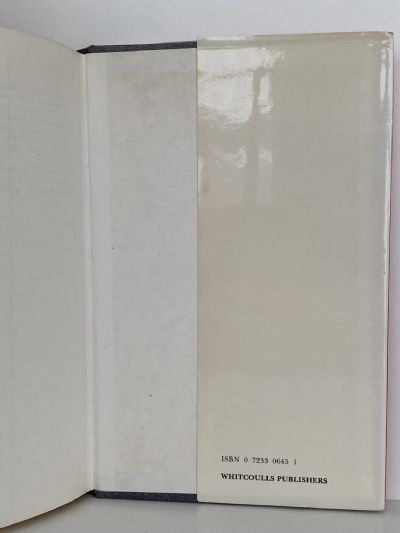 ISBN 0 7233 0645 1
WHITCOULLS PUBLISHERS